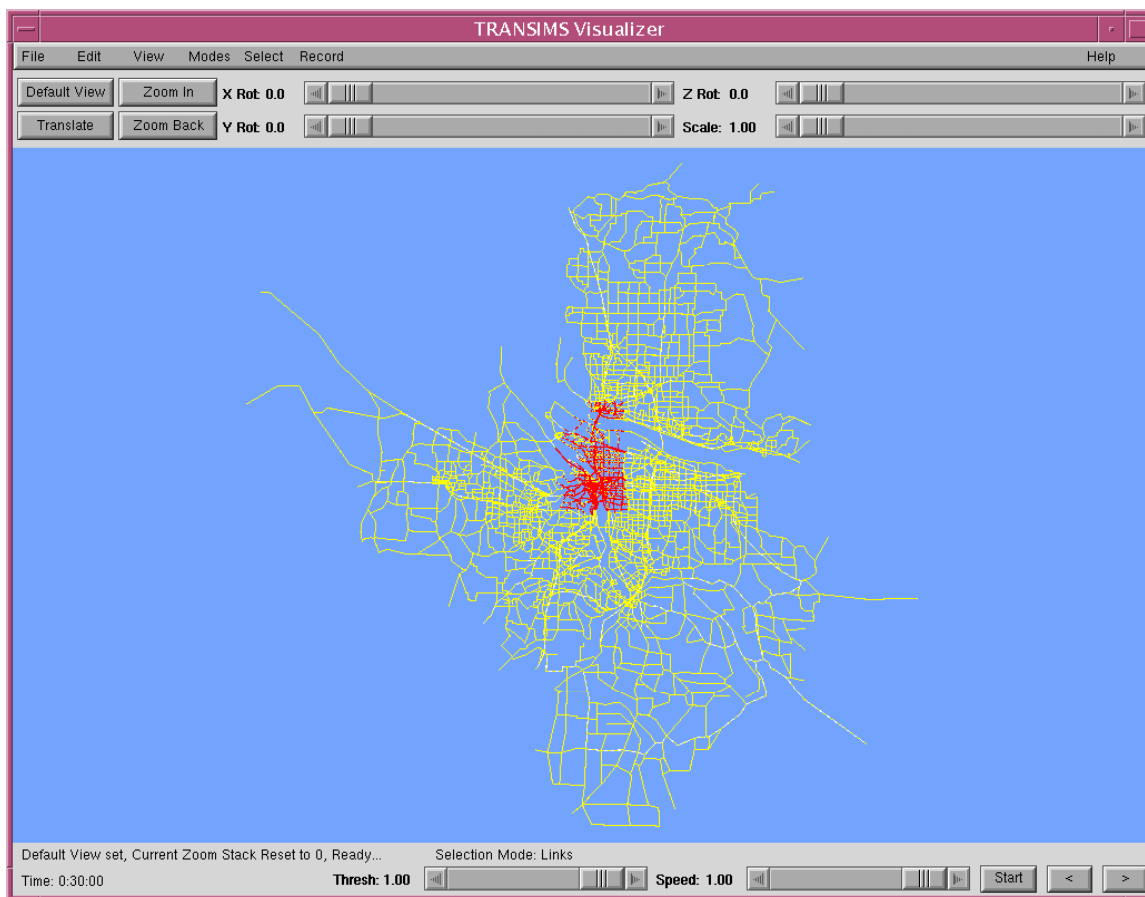 TRANSIMS Visualizer
File Edit View Modes Select Record Help
Default View Zoom In X Rot: 0.0 Z Rot: 0.0
Translate Zoom Back Y Rot: 0.0 Scale: 1.00
Default View set, Current Zoom Stack Reset to 0, Ready... Selection Mode: Links
Time: 0:30:00 Thresh: 1.00 Speed: 1.00 Start < >